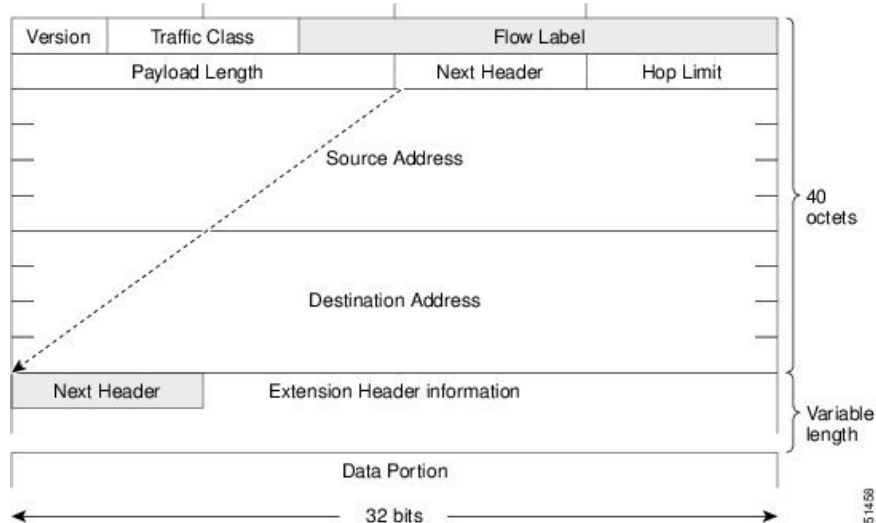 Version Traffic Class Flow Label
Payload Length Next Header Hop Limit
Source Address
40
octets
Destination Address
Next Header Extension Header information
Variable
length
Data Portion
32 bits
51458